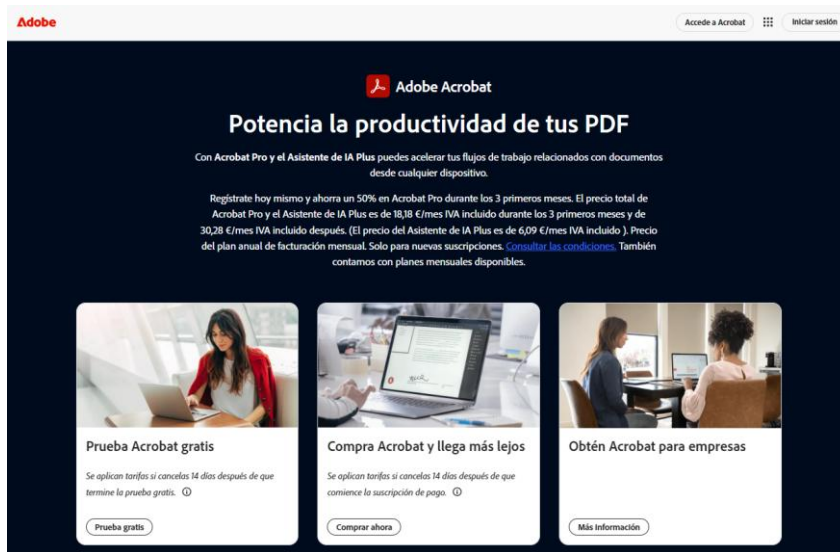 Adobe
Accede a Acrobat
Iniciar sesión
Adobe Acrobat
Potencia la productividad de tus PDF
Con Acrobat Pro y el Asistente de IA Plus puedes acelerar tus flujos de trabajo relacionados con documentos
desde cualquier dispositivo.
Regístrate hoy mismo y ahorra un 50% en Acrobat Pro durante los 3 primeros meses. El precio total de
Acrobat Pro y el Asistente de IA Plus es de 18,18 €/mes IVA incluido durante los 3 primeros meses y de
30,28 €/mes IVA incluido después. (El precio del Asistente de IA Plus es de 6,09 €/mes IVA incluido ). Precio
del plan anual de facturación mensual. Solo para nuevas suscripciones. Consultar las condiciones. También
contamos con planes mensuales disponibles.
Prueba Acrobat gratis
Se aplican tarifas si cancelas 14 días después de que
termine la prueba gratis.
Prueba gratis
Compra Acrobat y llega más lejos
Se aplican tarifas si cancelas 14 días después de que
comience la suscripción de pago.
Comprar ahora
Obtén Acrobat para empresas
Más información